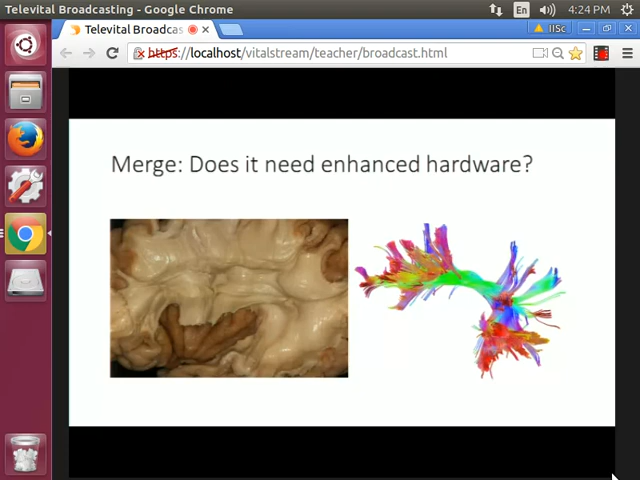 Televital Broadcasting - Google Chrome
En
4:24 PM
Televital Broadcas
IISc
https://localhost/vitalstream/teacher/broadcast.html
Merge: Does it need enhanced hardware?